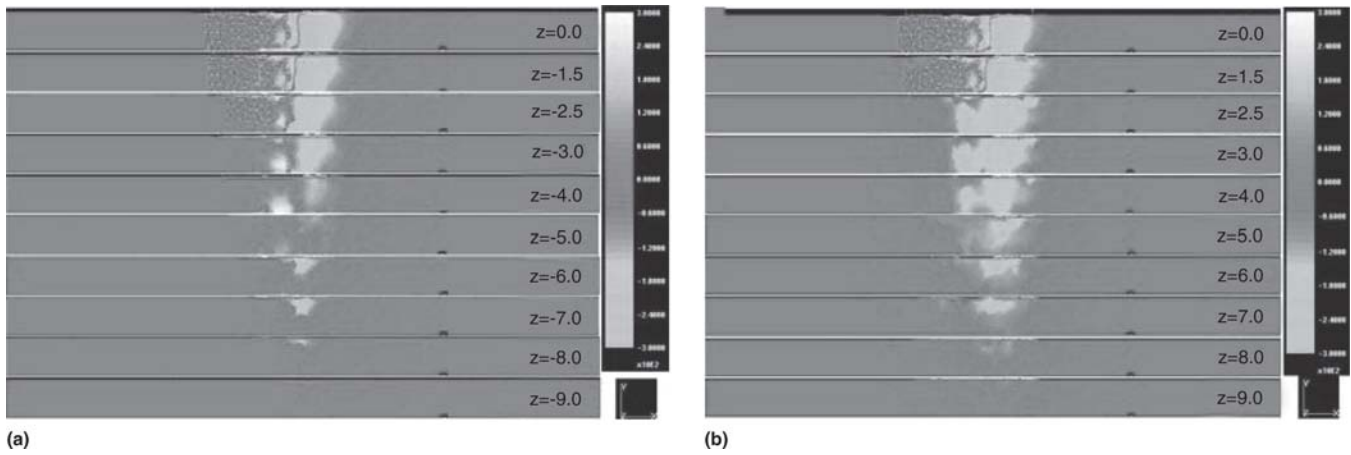 z=0.0
z=-1.5
z=-2.5
z=-3.0
z=-4.0
z=-5.0
z=-6.0
z=-7.0
z=-8.0
z=-9.0
3.0000
2.4000
1.8000
1.2000
0.6000
0.0000
-0.6000
-1.2000
-1.8000
-2.4000
-3.0000
x10E2
Y
Z X
(a)
z=0.0
z=1.5
z=2.5
z=3.0
z=4.0
z=5.0
z=6.0
z=7.0
z=8.0
z=9.0
3.0000
2.4000
1.8000
1.2000
0.6000
0.0000
-0.6000
-1.2000
-1.8000
-2.4000
-3.0000
x10E2
Y
Z X
(b)